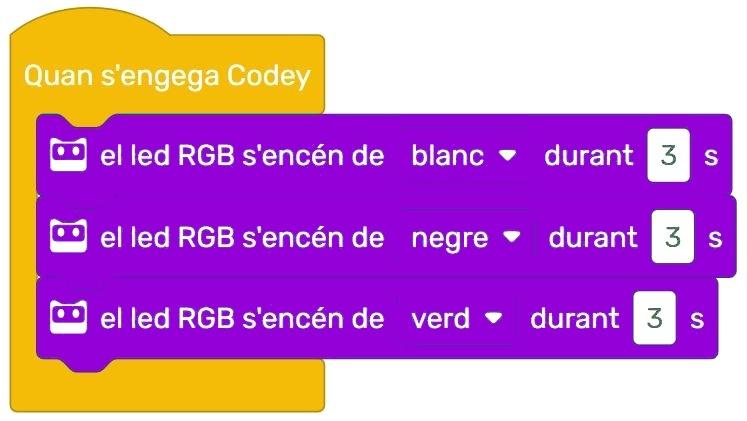 Quan s'engega Codey
el led RGB s'encén de blanc durant 3 s
el led RGB s'encén de negre durant 3 s
el led RGB s'encén de verd durant 3 s